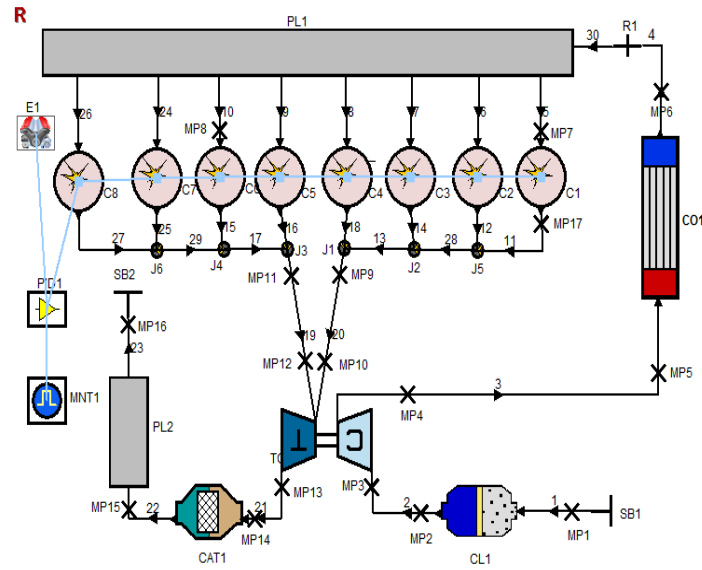 R
PL1
30
R1
4
26
24
10
9
8
7
6
5
E1
MP8
MP7
MP6
C8
C7
C6
C5
C4
C3
C2
C1
CO1
27
25
29
15
17
16
18
13
14
28
12
11
MP17
J6
J4
J3
J1
J2
J5
SB2
MP11
MP9
PID1
MP16
23
19
20
MP12
MP10
MP5
3
MNT1
MP4
PL2
T
C
MP13
MP3
MP15
22
21
2
1
SB1
MP14
MP2
MP1
CAT1
CL1